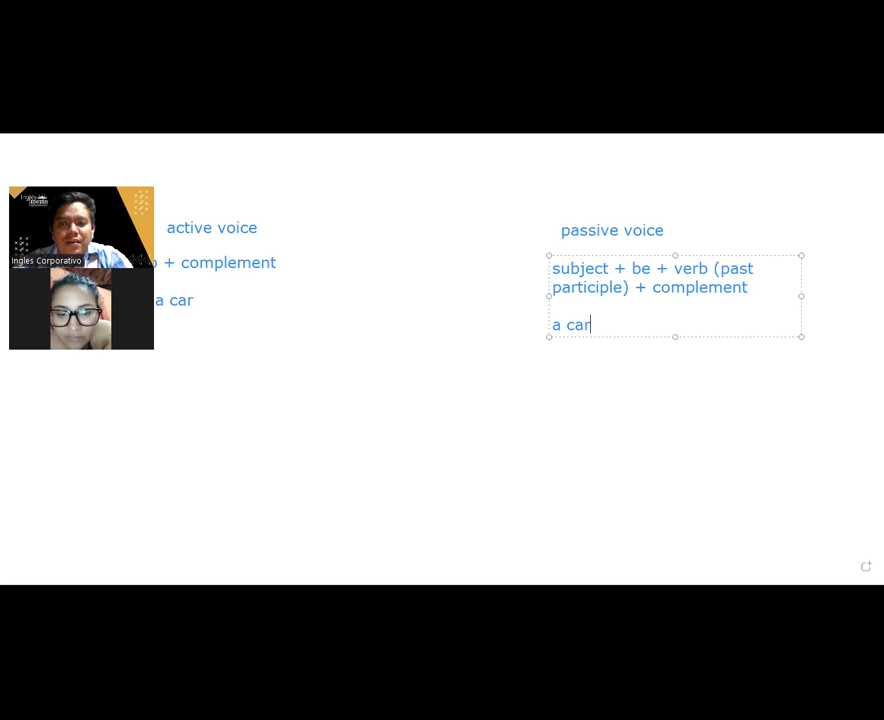 active voice
passive voice
+ complement
subject + be + verb (past
participle) + complement
a car
a car
Ingles Corporativo